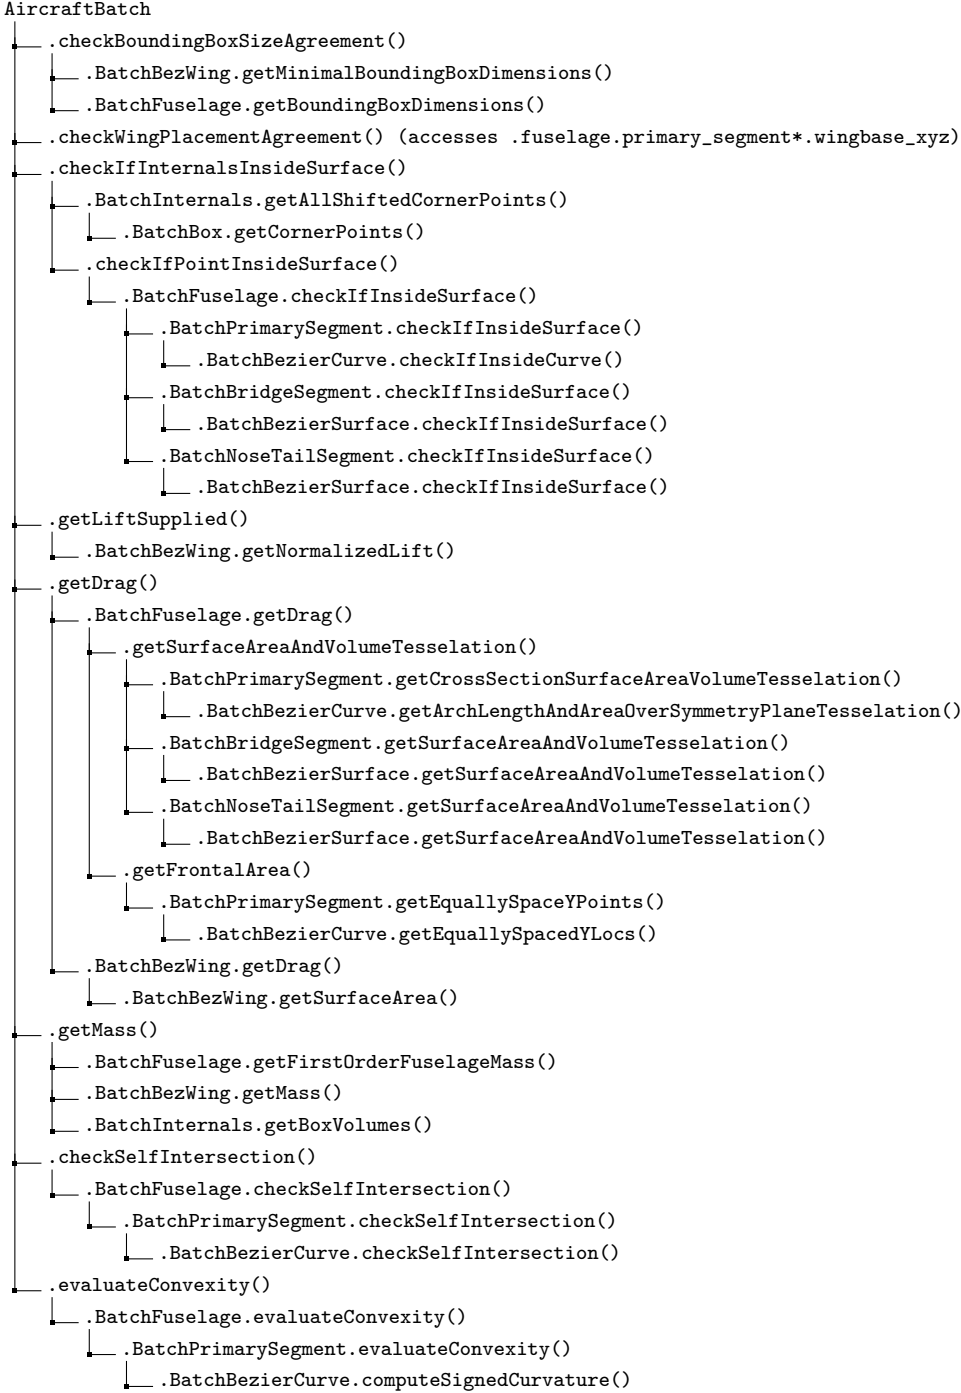 AircraftBatch
.checkBoundingBoxSizeAgreement()
.BatchBezWing.getMinimalBoundingBoxDimensions()
.BatchFuselage.getBoundingBoxDimensions()
.checkWingPlacementAgreement() (accesses .fuselage.primary_segment*.wingbase_xyz)
.checkIfInternalsInsideSurface()
.BatchInternals.getAllShiftedCornerPoints()
.BatchBox.getCornerPoints()
.checkIfPointInsideSurface()
.BatchFuselage.checkIfInsideSurface()
.BatchPrimarySegment.checkIfInsideSurface()
.BatchBezierCurve.checkIfInsideCurve()
.BatchBridgeSegment.checkIfInsideSurface()
.BatchBezierSurface.checkIfInsideSurface()
.BatchNoseTailSegment.checkIfInsideSurface()
.BatchBezierSurface.checkIfInsideSurface()
.getLiftSupplied()
.BatchBezWing.getNormalizedLift()
.getDrag()
.BatchFuselage.getDrag()
.getSurfaceAreaAndVolumeTesselation()
.BatchPrimarySegment.getCrossSectionSurfaceAreaVolumeTesselation()
.BatchBezierCurve.getArchLengthAndAreaOverSymmetryPlaneTesselation()
.BatchBridgeSegment.getSurfaceAreaAndVolumeTesselation()
.BatchBezierSurface.getSurfaceAreaAndVolumeTesselation()
.BatchNoseTailSegment.getSurfaceAreaAndVolumeTesselation()
.BatchBezierSurface.getSurfaceAreaAndVolumeTesselation()
.getFrontalArea()
.BatchPrimarySegment.getEquallySpaceYPoints()
.BatchBezierCurve.getEquallySpacedYLocs()
.BatchBezWing.getDrag()
.BatchBezWing.getSurfaceArea()
.getMass()
.BatchFuselage.getFirstOrderFuselageMass()
.BatchBezWing.getMass()
.BatchInternals.getBoxVolumes()
.checkSelfIntersection()
.BatchFuselage.checkSelfIntersection()
.BatchPrimarySegment.checkSelfIntersection()
.BatchBezierCurve.checkSelfIntersection()
.evaluateConvexity()
.BatchFuselage.evaluateConvexity()
.BatchPrimarySegment.evaluateConvexity()
.BatchBezierCurve.computeSignedCurvature()